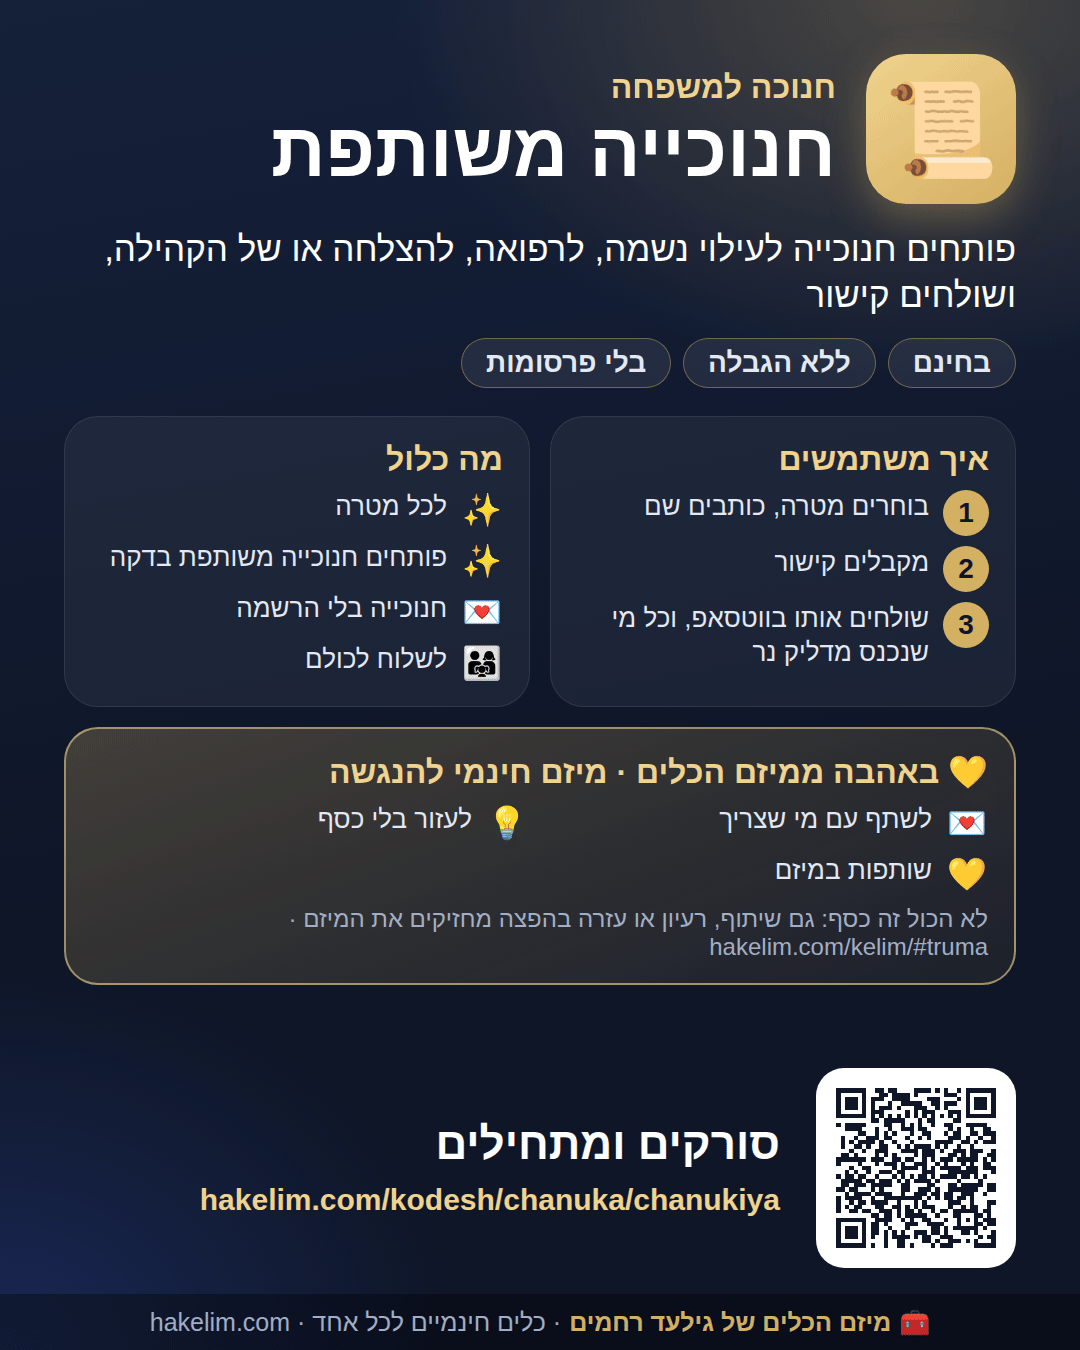 חנוכה למשפחה
חנוכייה משותפת
פותחים חנוכייה לעילוי נשמה, לרפואה, להצלחה או של הקהילה,
ושולחים קישור
בחינם
ללא הגבלה
בלי פרסומות
איך משתמשים
1 בוחרים מטרה, כותבים שם
2 מקבלים קישור
3 שולחים אותו בווטסאפ, וכל מי
שנכנס מדליק נר
מה כלול
לכל מטרה
פותחים חנוכייה משותפת בדקה
חנוכייה בלי הרשמה
לשלוח לכולם
באהבה ממיזם הכלים · מיזם חינמי להנגשה
לשתף עם מי שצריך
לעזור בלי כסף
שותפות במיזם
לא הכול זה כסף: גם שיתוף, רעיון או עזרה בהפצה מחזיקים את המיזם ·
hakelim.com/kelim/#truma
סורקים ומתחילים
hakelim.com/kodesh/chanuka/chanukiya
מיזם הכלים של גילעד רחמים · כלים חינמיים לכל אחד · hakelim.com